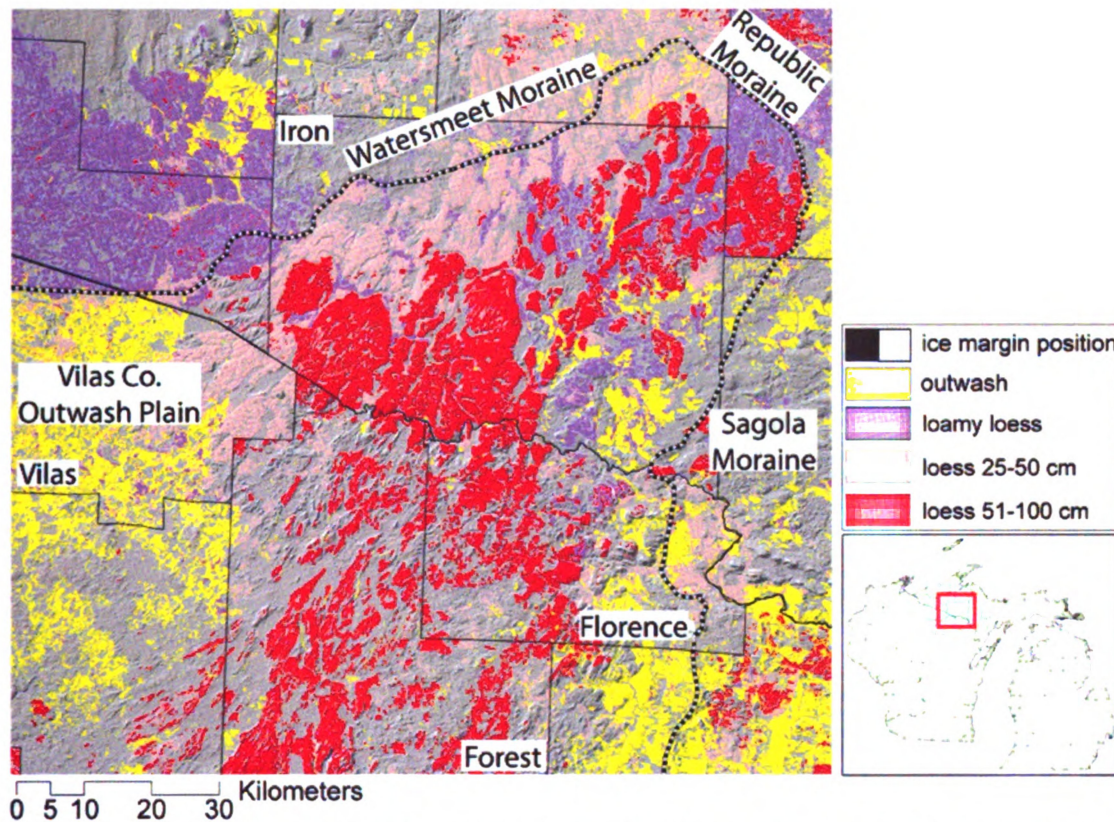 Republic
Moraine
Watersmeet Moraine
Iron
Vilas Co.
Outwash Plain
Vilas
Sagola
Moraine
Florence
Forest
ice margin position
outwash
loamy loess
loess 25-50 cm
loess 51-100 cm
0 5 10 20 30 Kilometers